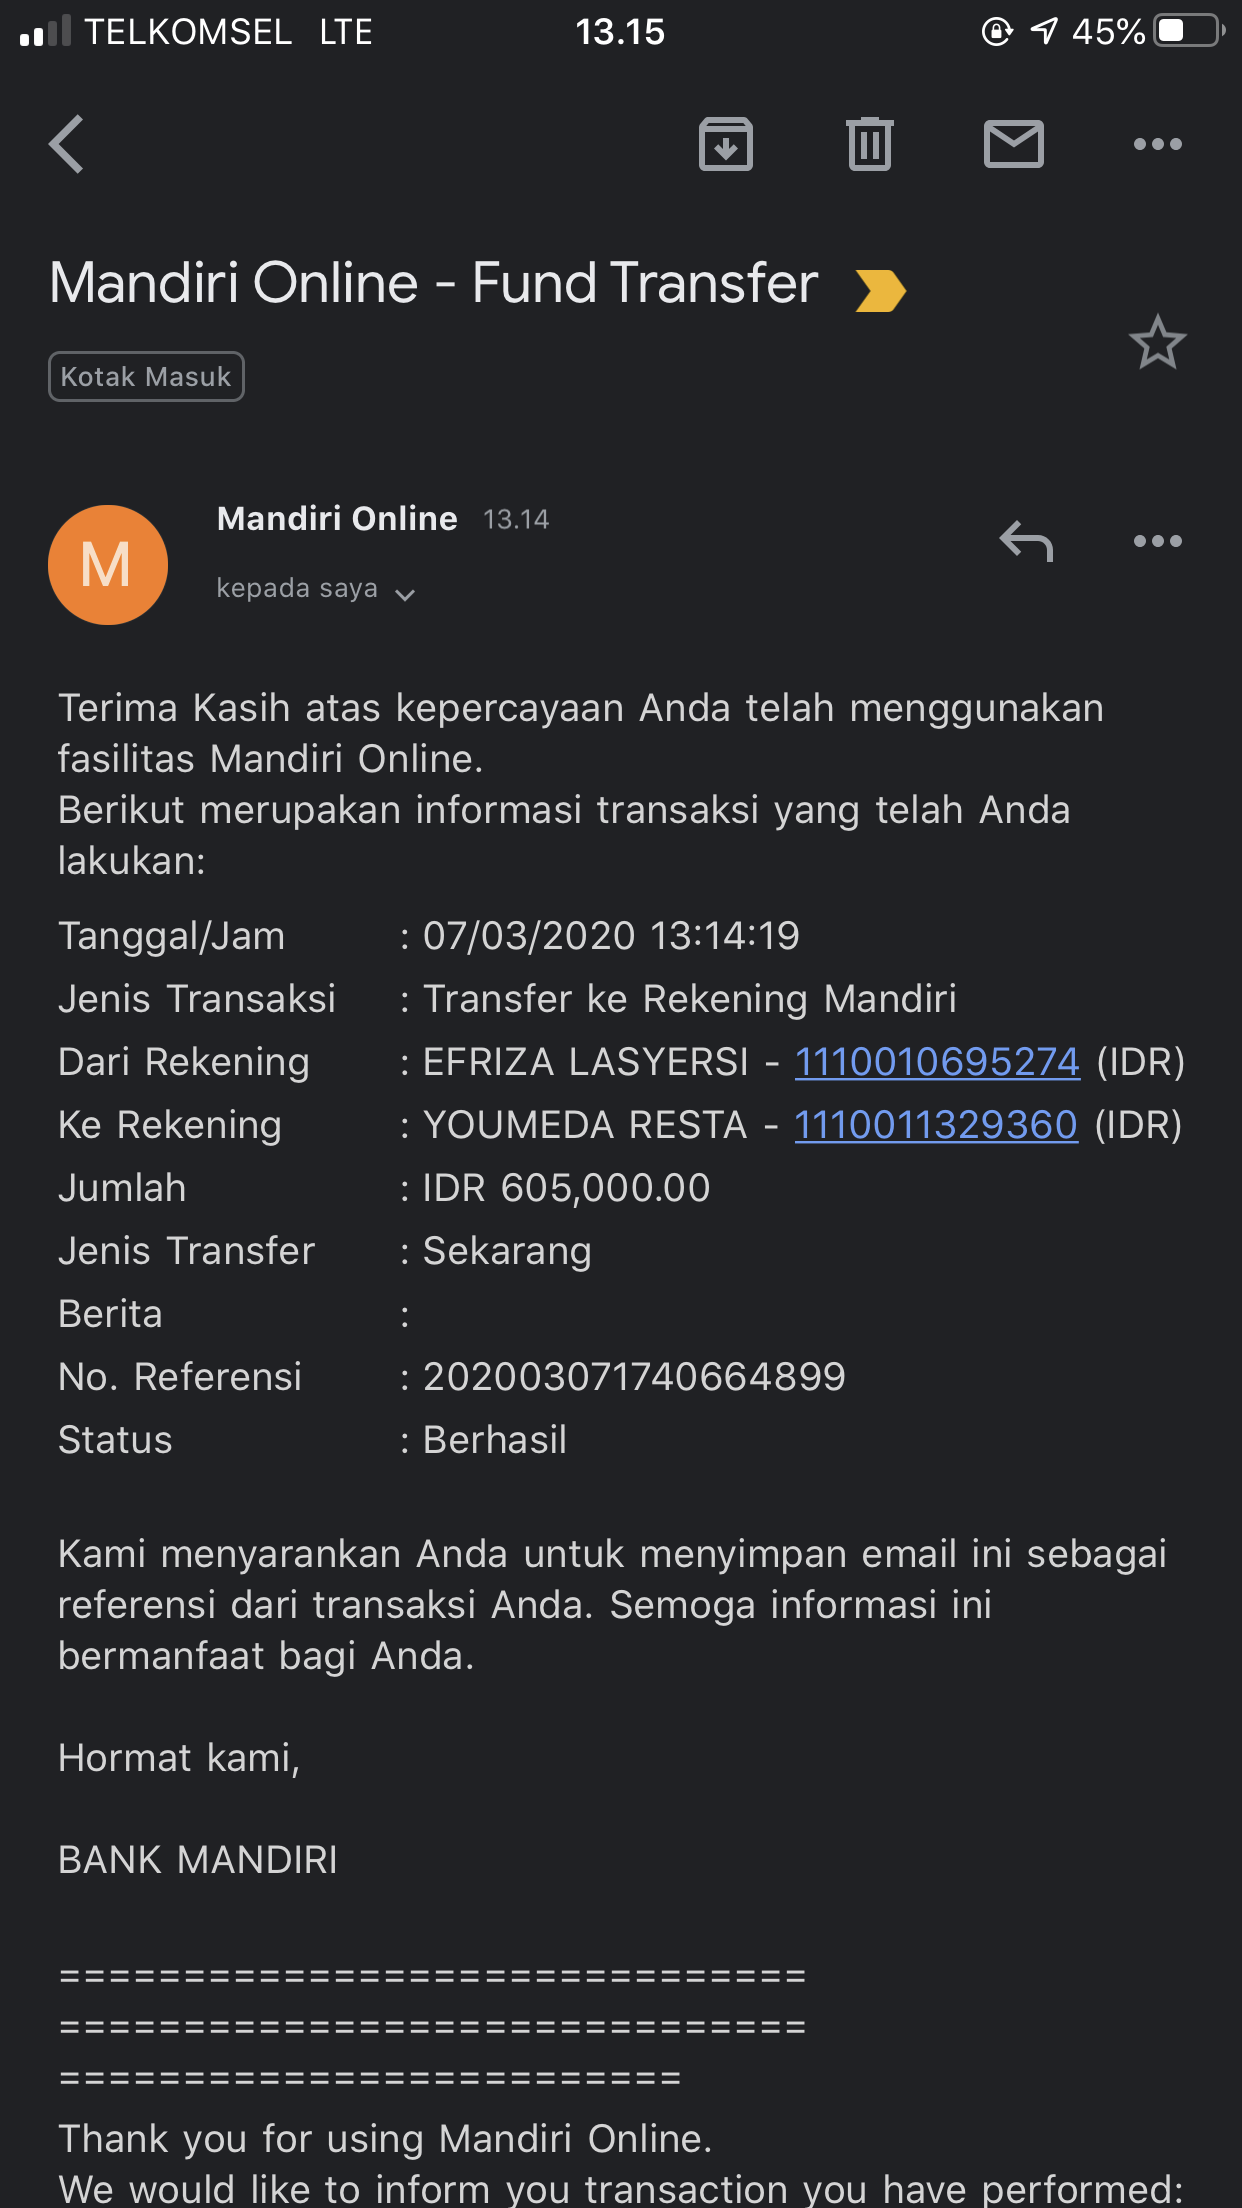 TELKOMSEL LTE 13.15 45%
Mandiri Online - Fund Transfer
Kotak Masuk
M
Mandiri Online 13.14
kepada saya
Terima Kasih atas kepercayaan Anda telah menggunakan
fasilitas Mandiri Online.
Berikut merupakan informasi transaksi yang telah Anda
lakukan:
Tanggal/Jam : 07/03/2020 13:14:19
Jenis Transaksi : Transfer ke Rekening Mandiri
Dari Rekening : EFRIZA LASYERSI - 1110010695274 (IDR)
Ke Rekening : YOUMEDA RESTA - 1110011329360 (IDR)
Jumlah : IDR 605,000.00
Jenis Transfer : Sekarang
Berita :
No. Referensi : 202003071740664899
Status : Berhasil
Kami menyarankan Anda untuk menyimpan email ini sebagai
referensi dari transaksi Anda. Semoga informasi ini
bermanfaat bagi Anda.
Hormat kami,
BANK MANDIRI
==============================
==============================
=========================
Thank you for using Mandiri Online.
We would like to inform you transaction you have performed: